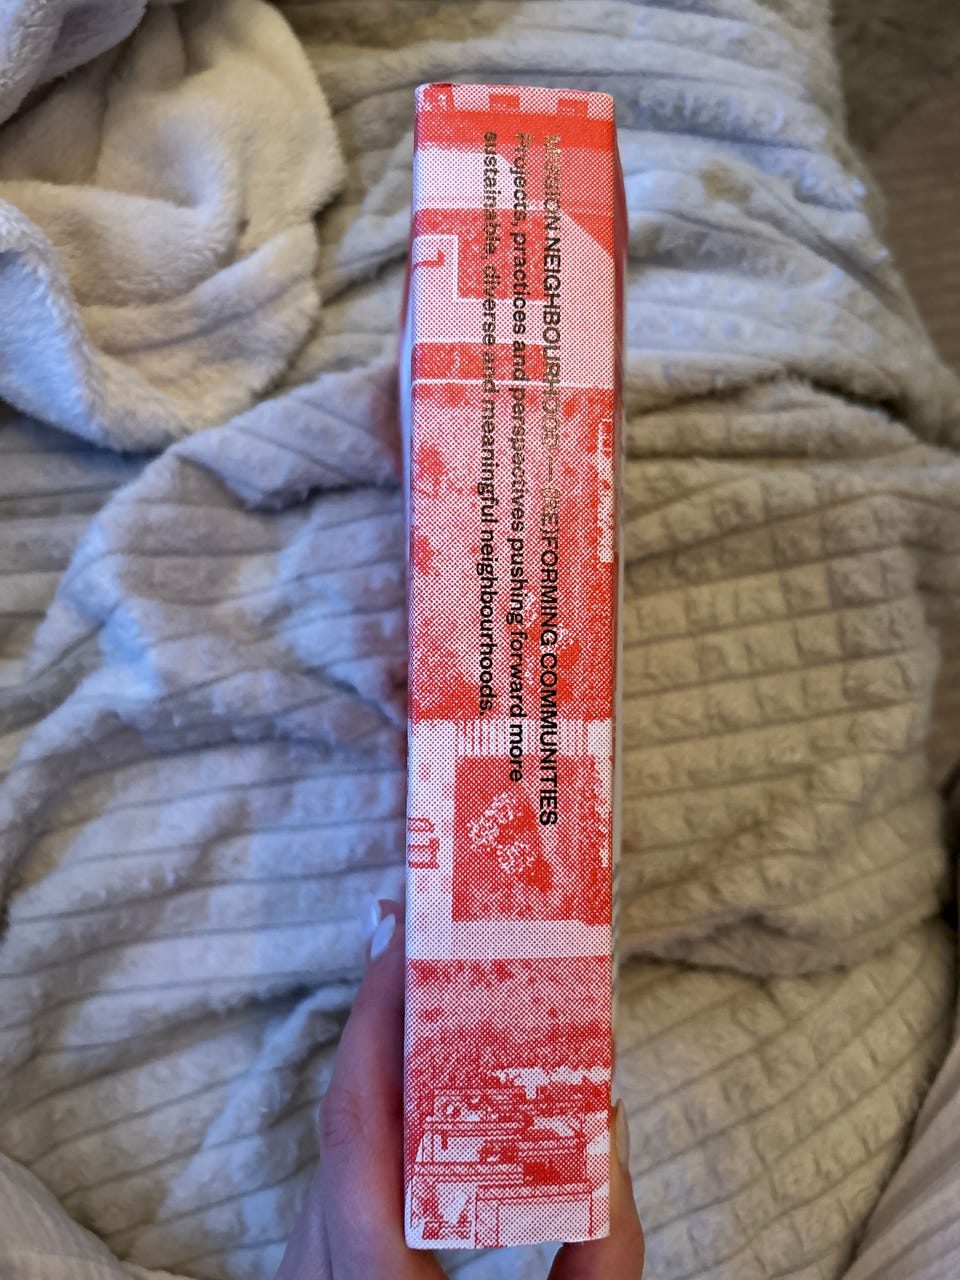 MISSION NEIGHBOURHOOD — (RE)FORMING COMMUNITIES
Projects, practices and perspectives pushing forward more
sustainable, diverse and meaningful neighbourhoods.